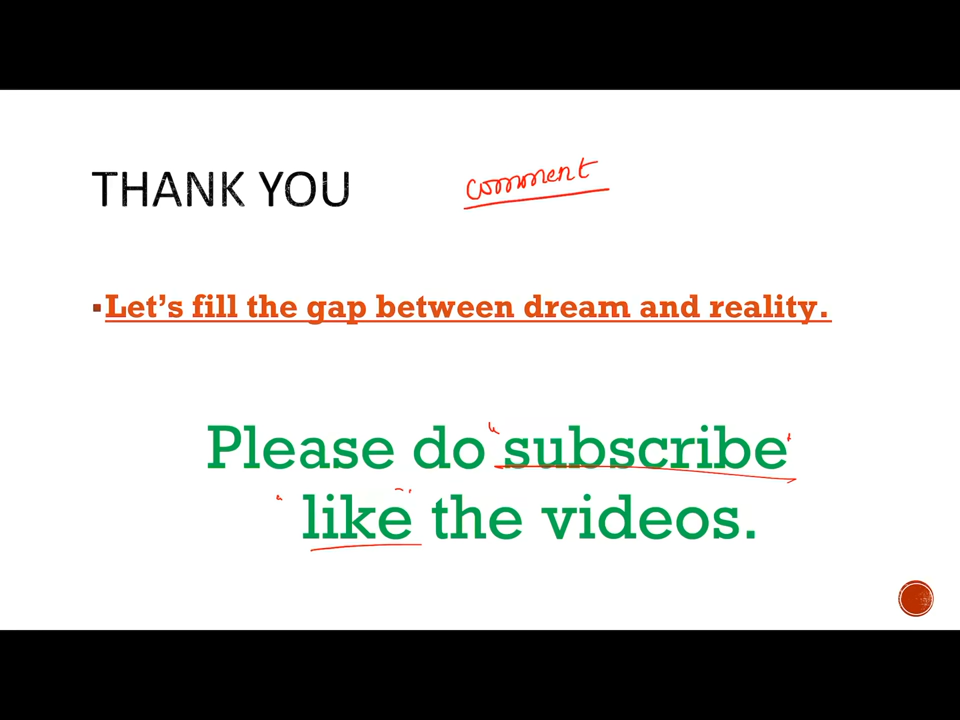 THANK YOU
comment
▪Let's fill the gap between dream and reality.
Please do subscribe
like the videos.